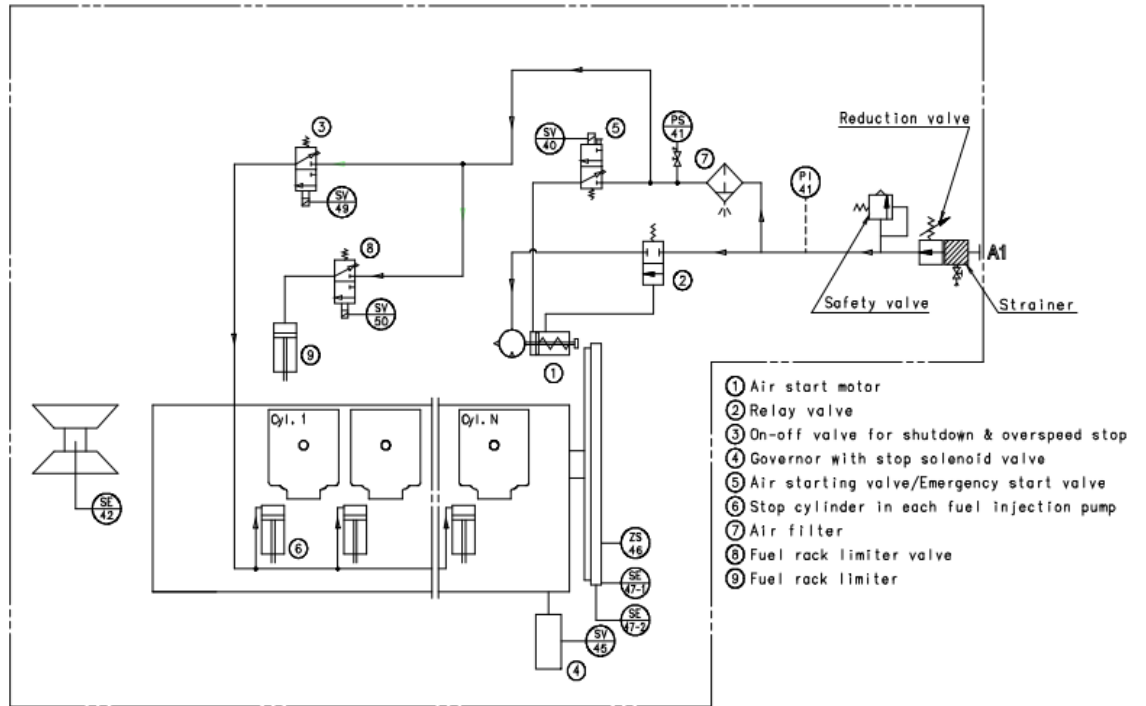 Reduction valve
3
SV
40
5
PS
41
7
PI
41
SV
49
8
A1
2
Safety valve
Strainer
SV
50
9
1
① Air start motor
② Relay valve
③ On-off valve for shutdown & overspeed stop
④ Governor with stop solenoid valve
⑤ Air starting valve/Emergency start valve
⑥ Stop cylinder in each fuel injection pump
⑦ Air filter
⑧ Fuel rack limiter valve
⑨ Fuel rack limiter
Cyl. 1
Cyl. N
SE
42
6
ZS
46
SE
47-1
SE
47-2
SV
45
4